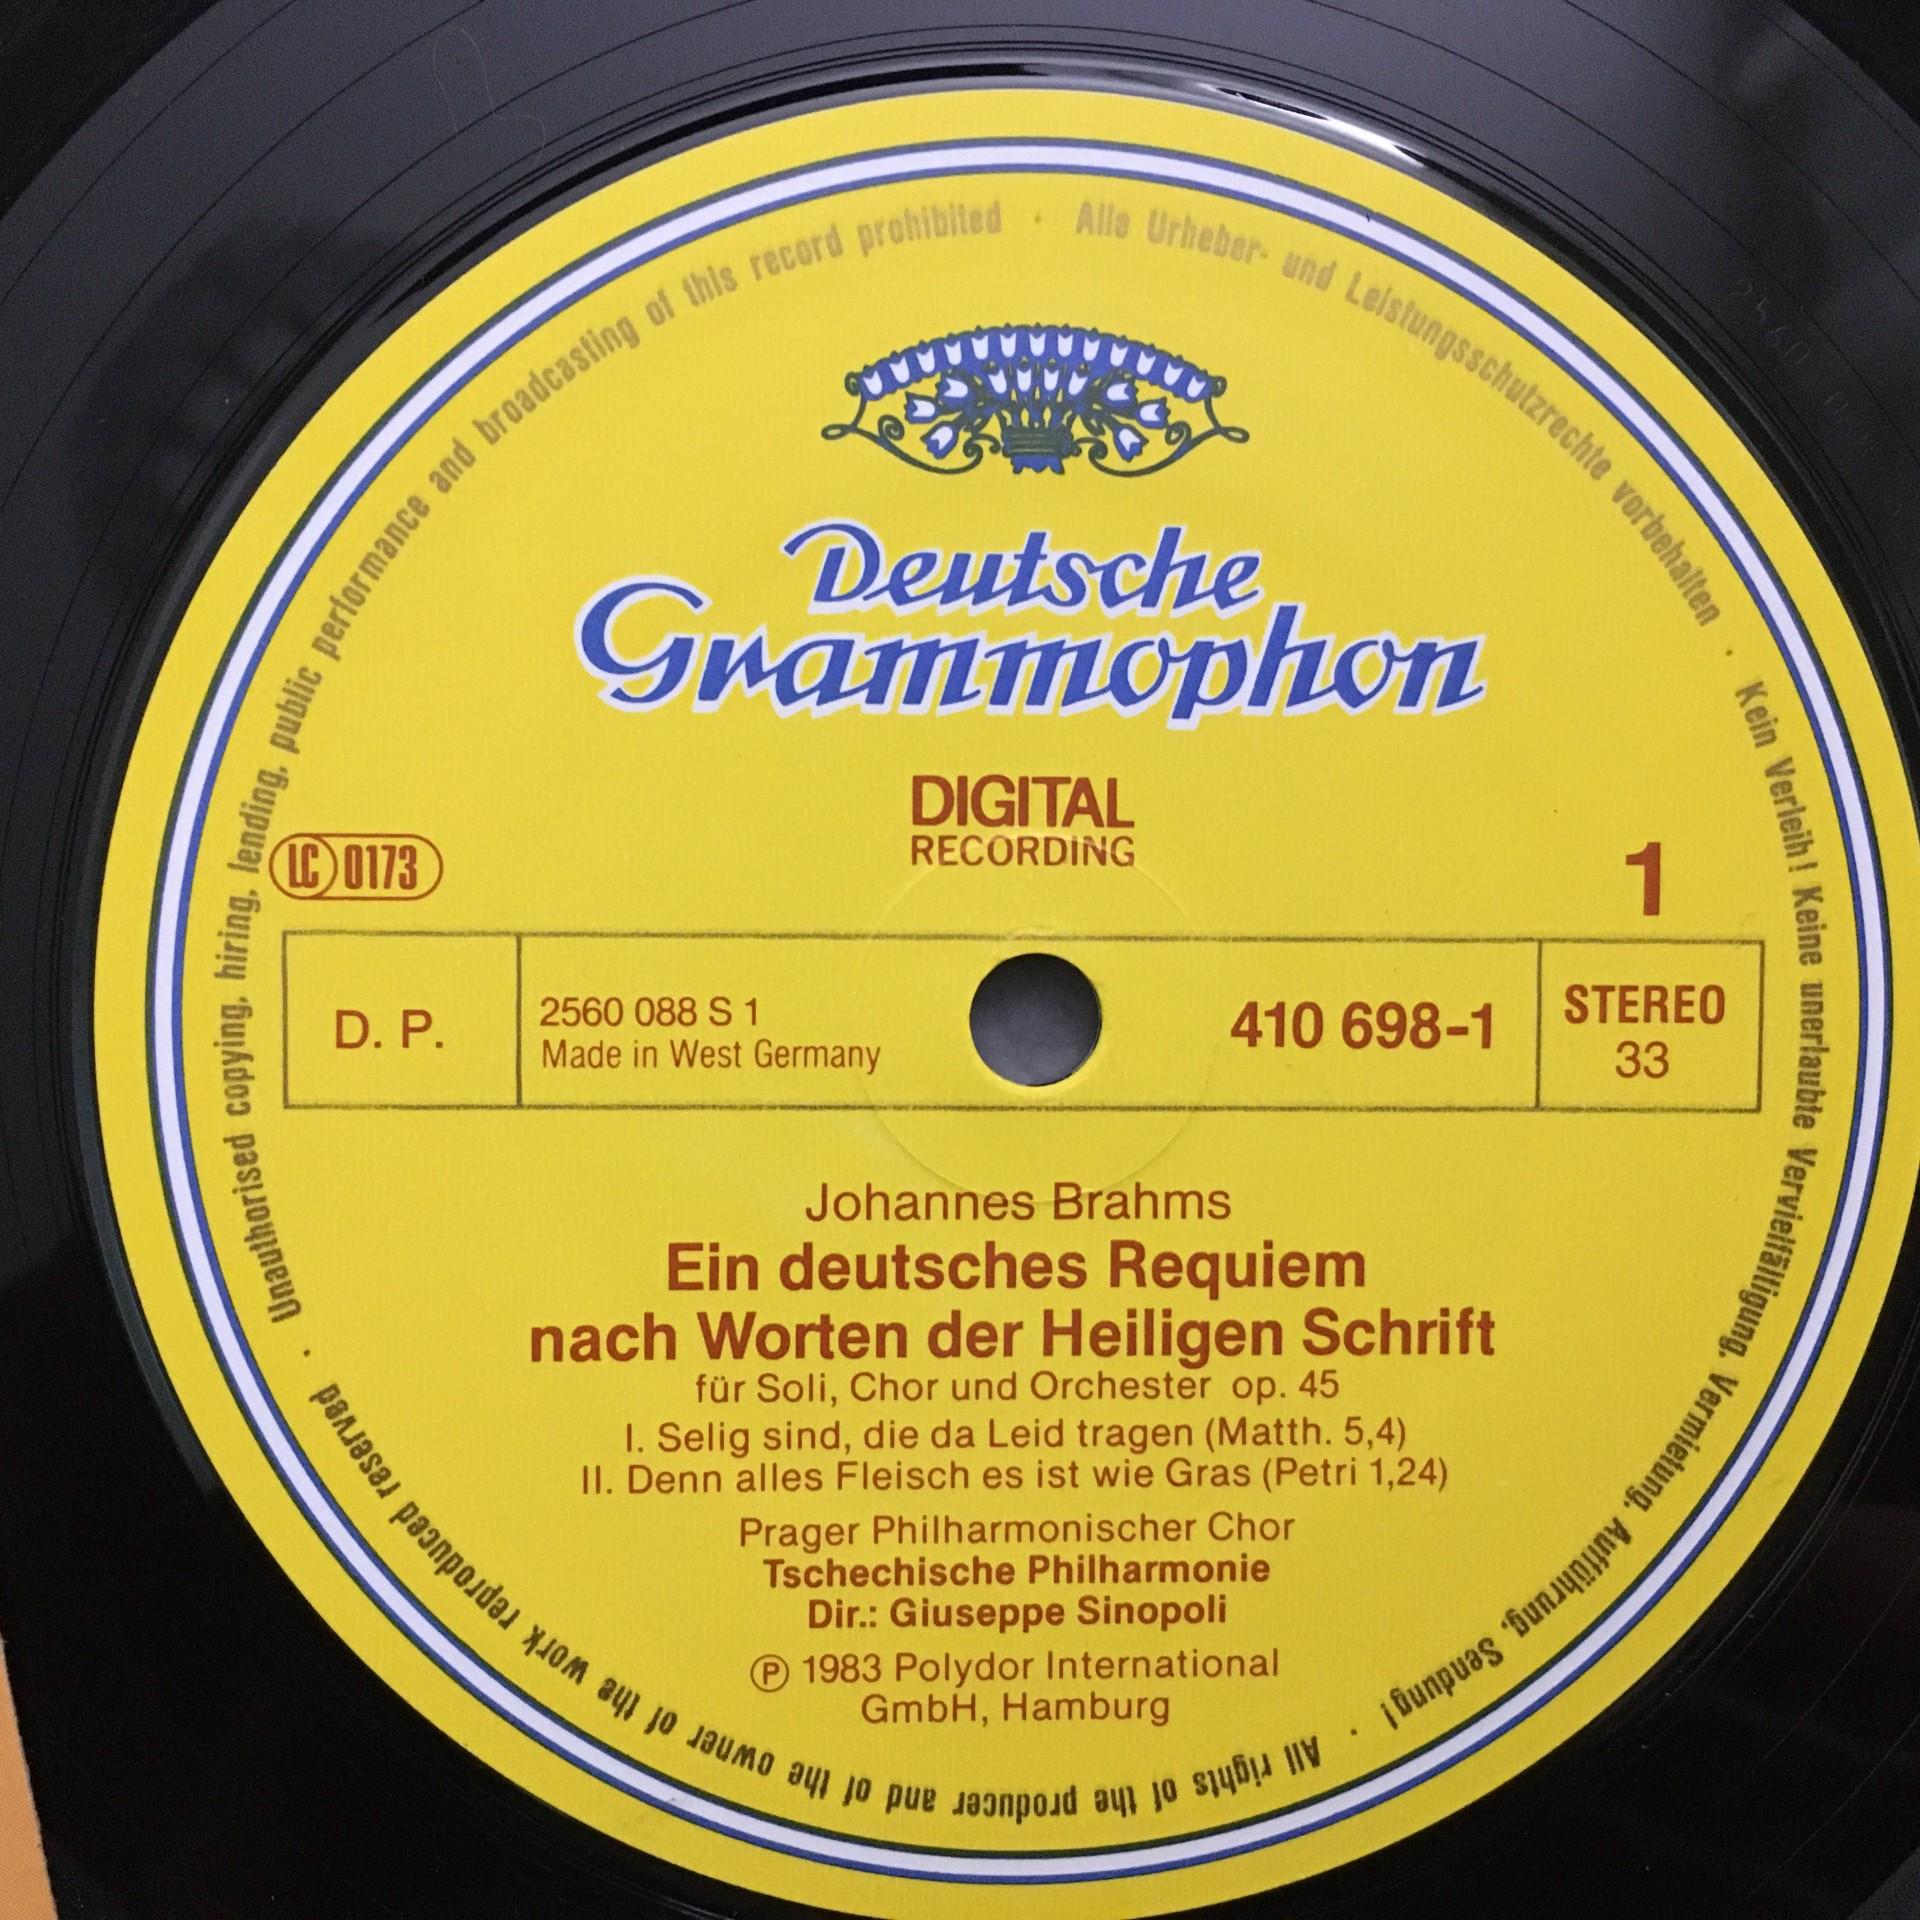 Unauthorised copying, hiring, lending, public performance and broadcasting of this record prohibited · Alle Urheber- und Leistungsschutzrechte vorbehalten · Kein Verleih! Keine unerlaubte Vervielfältigung, Vermietung, Aufführung, Sendung! · All rights of the producer and of the owner of the work reproduced reserved ·
Deutsche
Grammophon
DIGITAL
RECORDING
LC 0173
1
D. P.
2560 088 S 1
Made in West Germany
410 698-1
STEREO
33
Johannes Brahms
Ein deutsches Requiem
nach Worten der Heiligen Schrift
für Soli, Chor und Orchester op. 45
I. Selig sind, die da Leid tragen (Matth. 5,4)
II. Denn alles Fleisch es ist wie Gras (Petri 1,24)
Prager Philharmonischer Chor
Tschechische Philharmonie
Dir.: Giuseppe Sinopoli
℗ 1983 Polydor International
GmbH, Hamburg